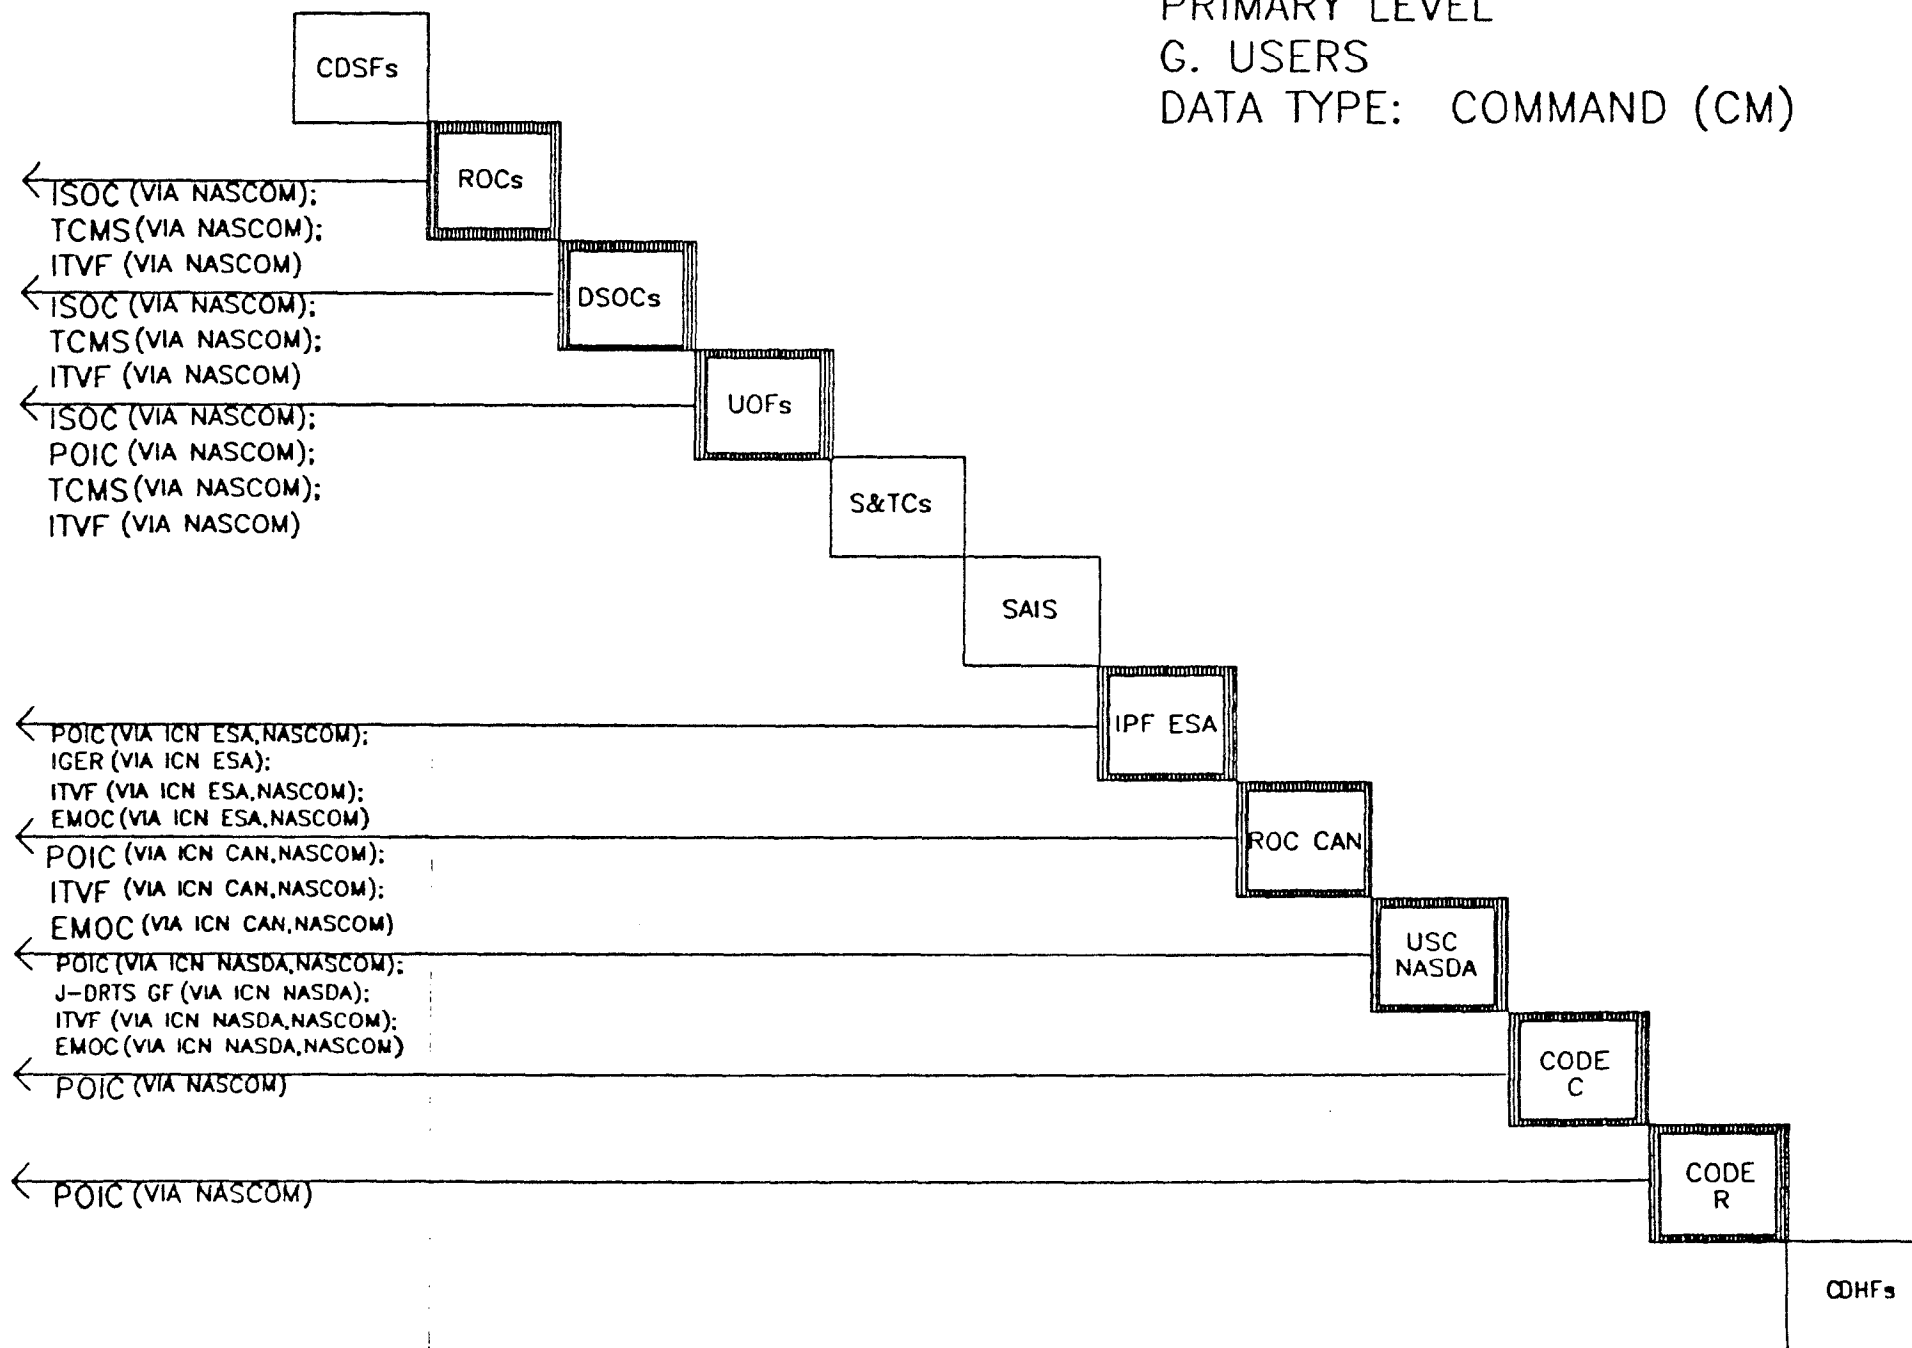 PRIMARY LEVEL
G. USERS
DATA TYPE: COMMAND (CM)
CDSFs
ROCs
ISOC (VIA NASCOM);
TCMS (VIA NASCOM);
ITVF (VIA NASCOM)
DSOCs
ISOC (VIA NASCOM);
TCMS (VIA NASCOM);
ITVF (VIA NASCOM)
UOFs
ISOC (VIA NASCOM);
POIC (VIA NASCOM);
TCMS (VIA NASCOM);
ITVF (VIA NASCOM)
S&TCs
SAIS
IPF ESA
POIC (VIA ICN ESA,NASCOM);
IGER (VIA ICN ESA);
ITVF (VIA ICN ESA,NASCOM);
EMOC (VIA ICN ESA,NASCOM)
ROC CAN
POIC (VIA ICN CAN,NASCOM);
ITVF (VIA ICN CAN,NASCOM);
EMOC (VIA ICN CAN,NASCOM)
USC
NASDA
POIC (VIA ICN NASDA,NASCOM);
J-DRTS GF (VIA ICN NASDA);
ITVF (VIA ICN NASDA,NASCOM);
EMOC (VIA ICN NASDA,NASCOM)
CODE
C
POIC (VIA NASCOM)
CODE
R
POIC (VIA NASCOM)
CDHFs